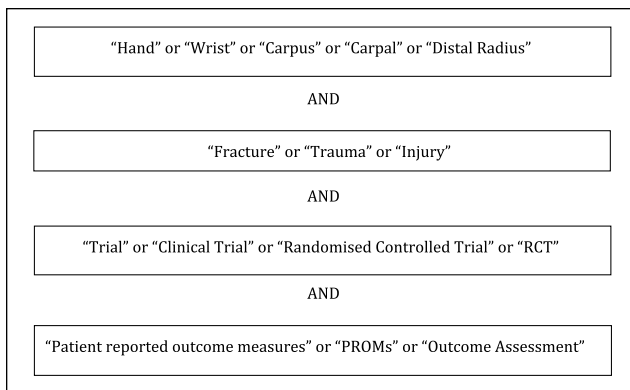 “Hand” or “Wrist” or “Carpus” or “Carpal” or “Distal Radius”
AND
“Fracture” or “Trauma” or “Injury”
AND
“Trial” or “Clinical Trial” or “Randomised Controlled Trial” or “RCT”
AND
“Patient reported outcome measures” or “PROMs” or “Outcome Assessment”